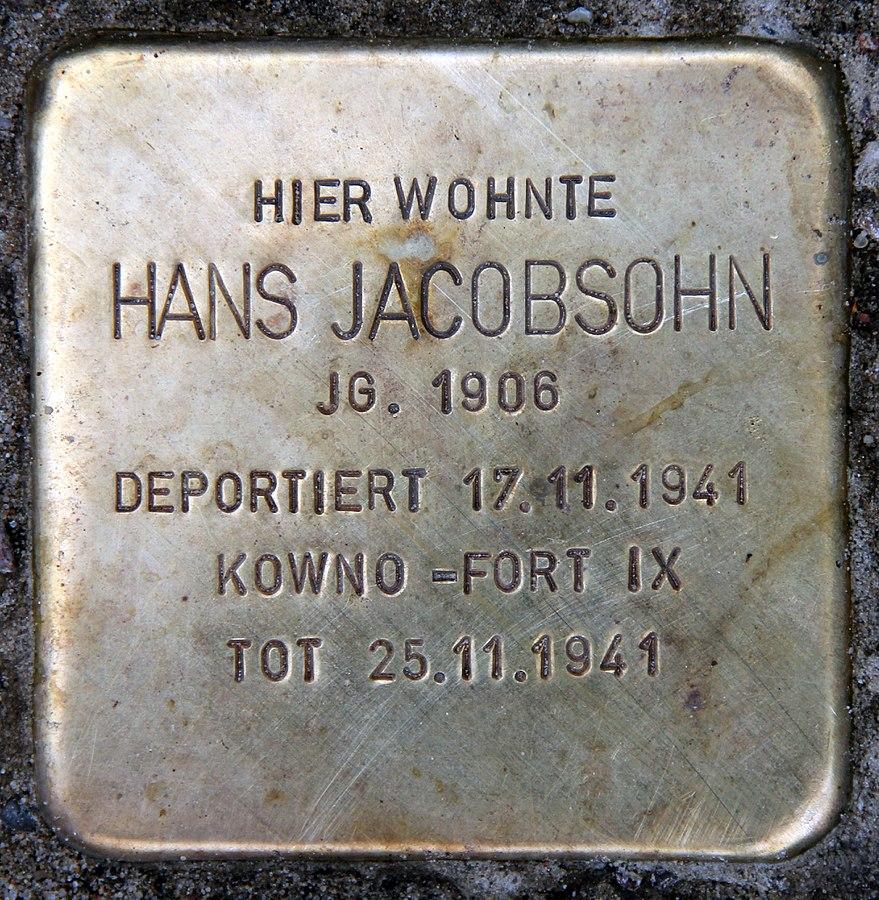 HIER WOHNTE
HANS JACOBSOHN
JG. 1906
DEPORTIERT 17.11.1941
KOWNO -FORT IX
TOT 25.11.1941